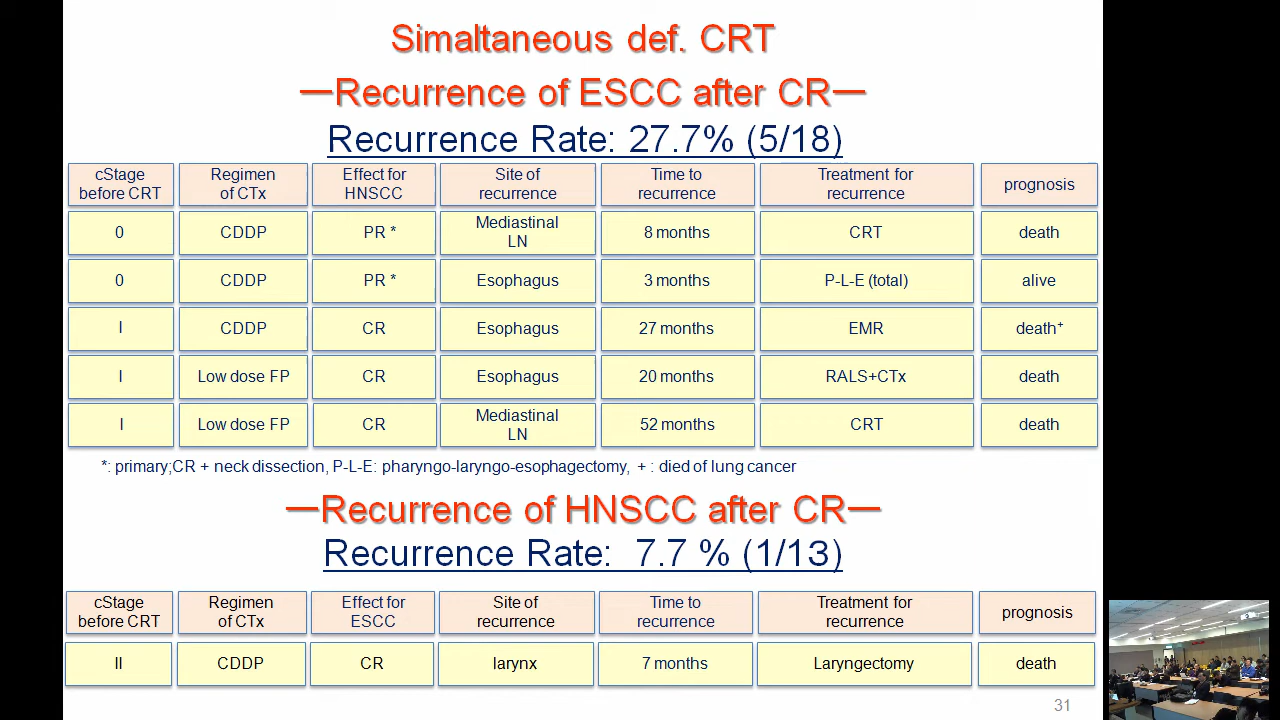 Simaltaneous def. CRT
―Recurrence of ESCC after CR―
Recurrence Rate: 27.7% (5/18)
cStage before CRT Regimen of CTx Effect for HNSCC Site of recurrence Time to recurrence Treatment for recurrence prognosis
0 CDDP PR * Mediastinal LN 8 months CRT death
0 CDDP PR * Esophagus 3 months P-L-E (total) alive
I CDDP CR Esophagus 27 months EMR death+
I Low dose FP CR Esophagus 20 months RALS+CTx death
I Low dose FP CR Mediastinal LN 52 months CRT death
*: primary;CR + neck dissection, P-L-E: pharyngo-laryngo-esophagectomy, + : died of lung cancer
―Recurrence of HNSCC after CR―
Recurrence Rate: 7.7 % (1/13)
cStage before CRT Regimen of CTx Effect for ESCC Site of recurrence Time to recurrence Treatment for recurrence prognosis
II CDDP CR larynx 7 months Laryngectomy death
31